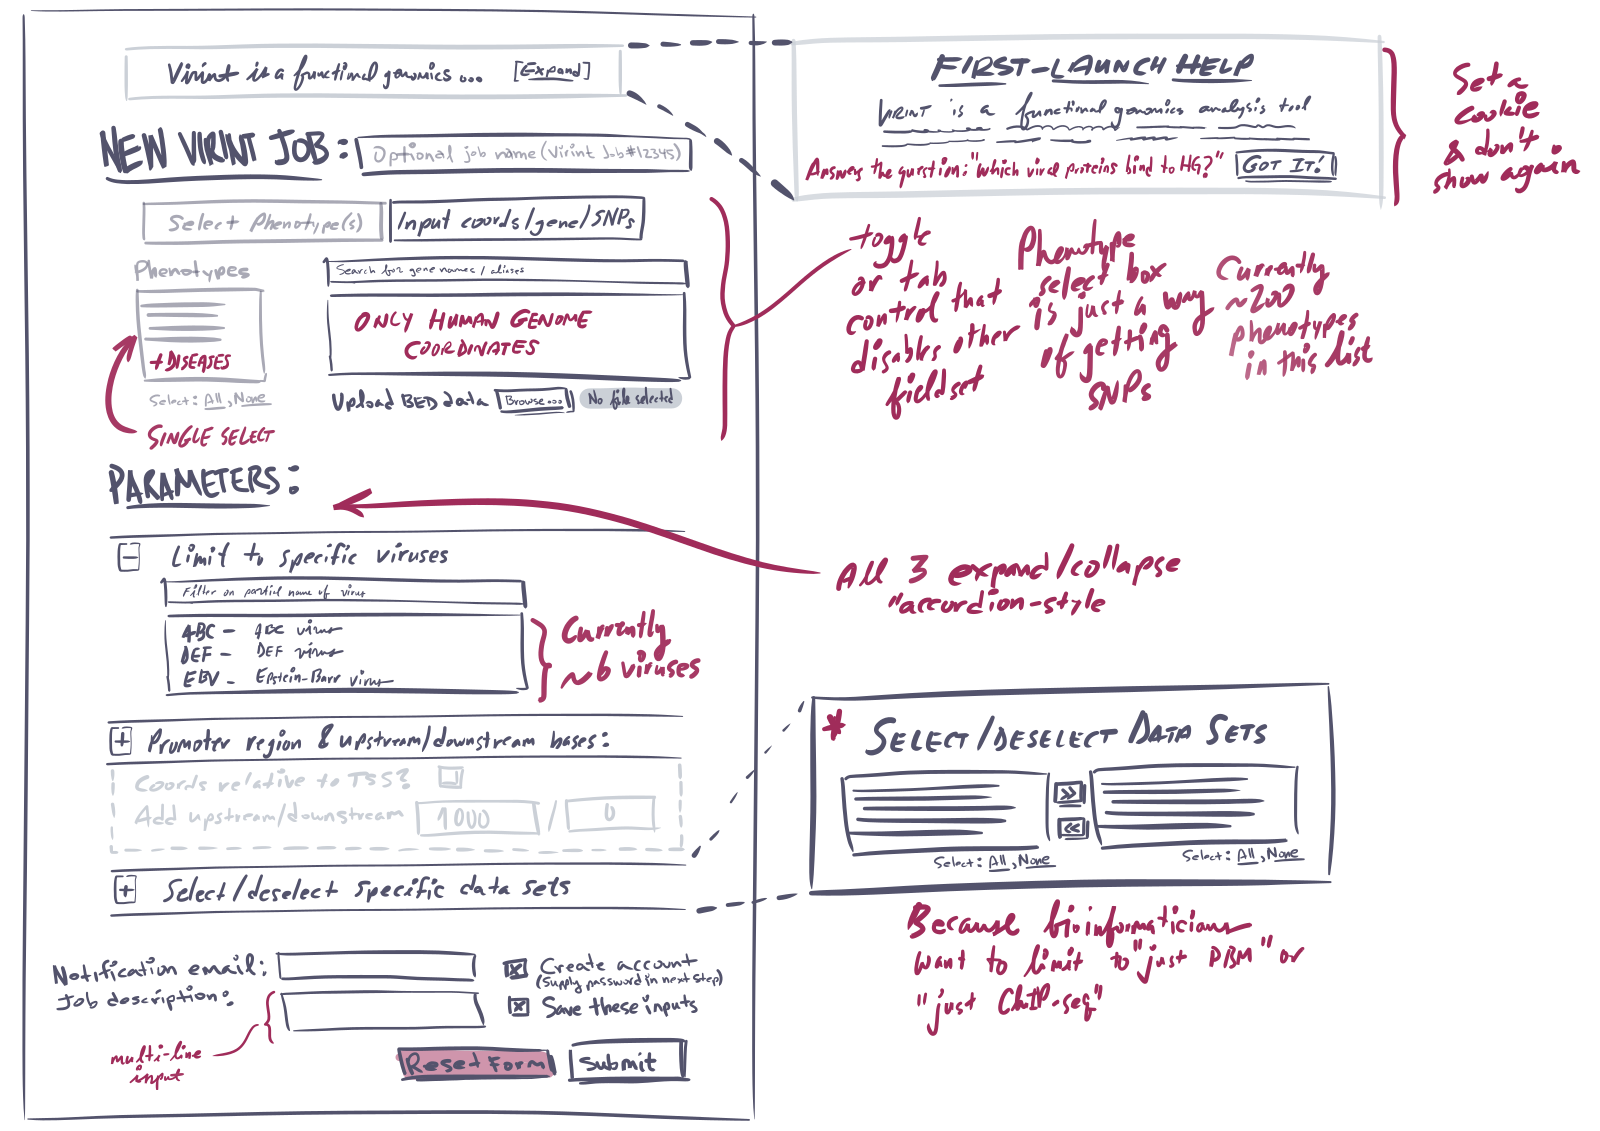 Virint is a functional genomics ... [Expand]
NEW VIRINT JOB:
Optional job name (Virint Job #12345)
Select Phenotype(s)
Input coords/gene/SNPs
Phenotypes
+DISEASES
Select: All, None
SINGLE SELECT
Search for gene names / aliases
ONLY HUMAN GENOME
COORDINATES
Upload BED data
Browse...
No file selected
PARAMETERS:
- Limit to specific viruses
Filter on partial name of virus
ABC - ABC virus
DEF - DEF virus
EBV - Epstein-Barr virus
Currently
~6 viruses
+ Promoter region & upstream/downstream bases:
Coords relative to TSS?
Add upstream/downstream 1000 / 0
+ Select/deselect specific data sets
Notification email:
Job description:
multi-line
input
Create account
(Supply password in next step)
Save these inputs
Reset Form
Submit
FIRST-LAUNCH HELP
VIRINT is a functional genomics analysis tool
Answers the question: "Which viral proteins bind to HG?"
GOT IT!
Set a
cookie
& don't
show again
toggle
or tab
control that
disables other
fieldset
Phenotype
select box
is just a way
of getting
SNPs
Currently
~200
phenotypes
in this list
All 3 expand/collapse
"accordion-style
* SELECT/DESELECT DATA SETS
>>
<<
Select: All, None
Select: All, None
Because bioinformaticians
want to limit to "just PBM" or
"just ChIP-seq"